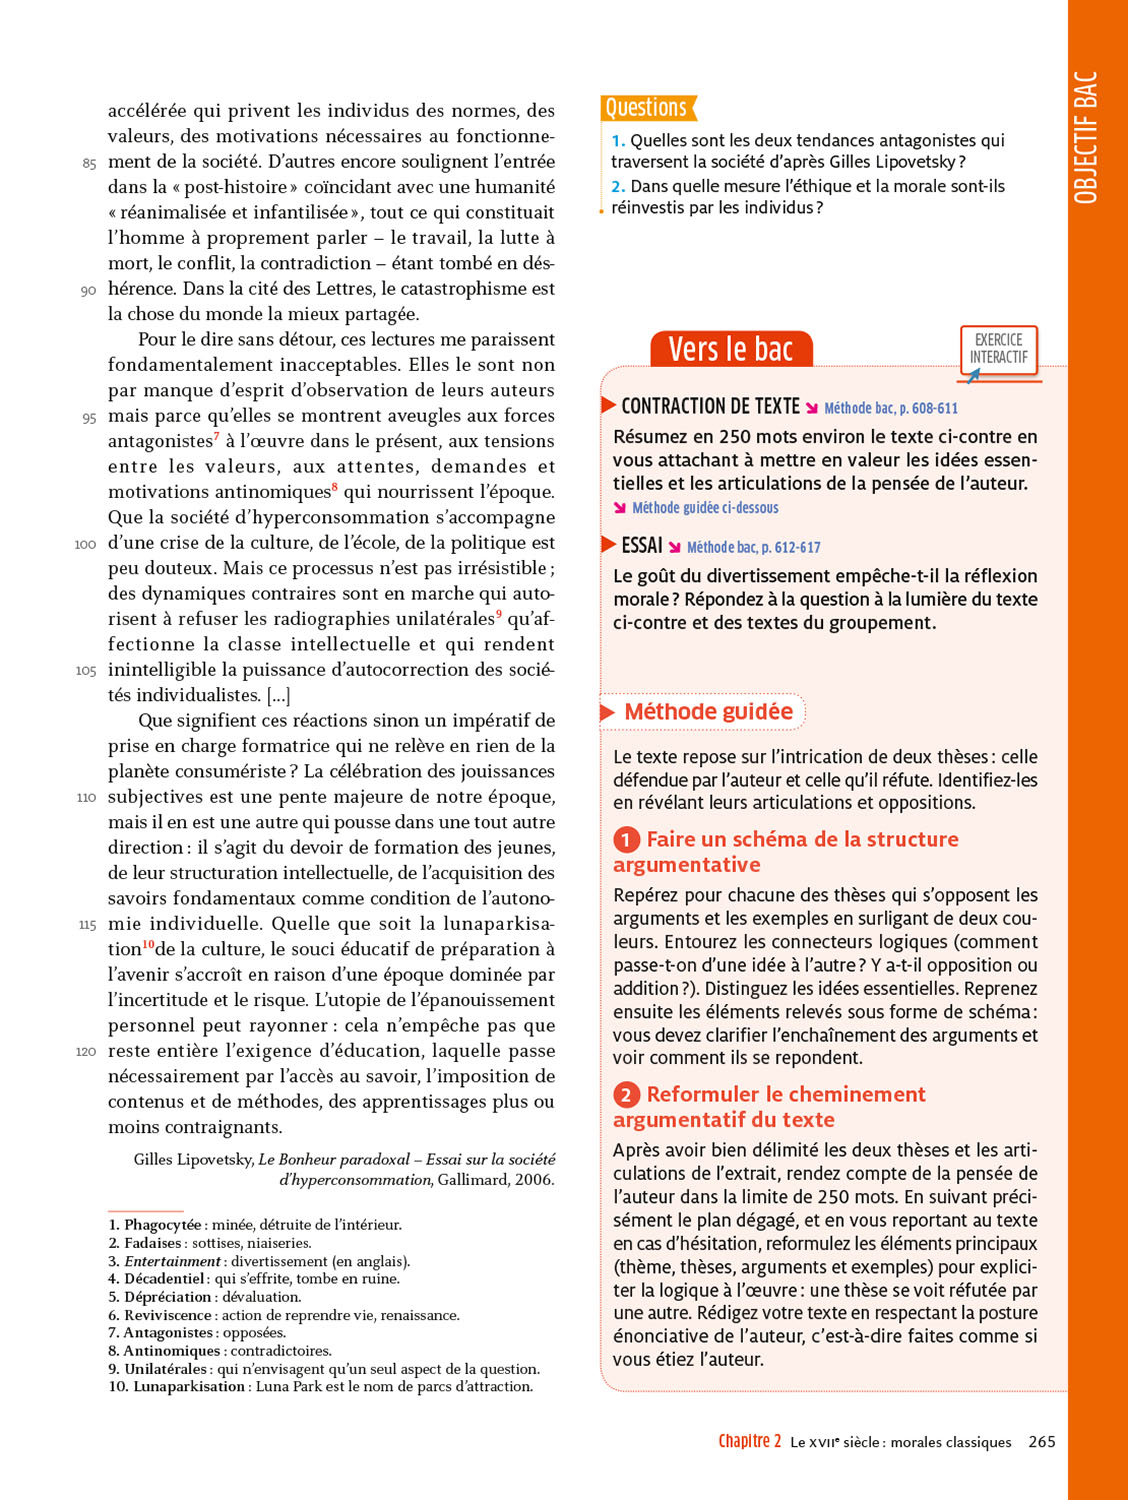 accélérée qui privent les individus des normes, des
valeurs, des motivations nécessaires au fonctionne-
85 ment de la société. D'autres encore soulignent l'entrée
dans la « post-histoire » coïncidant avec une humanité
« réanimalisée et infantilisée », tout ce qui constituait
l'homme à proprement parler – le travail, la lutte à
mort, le conflit, la contradiction – étant tombé en dés-
90 hérence. Dans la cité des Lettres, le catastrophisme est
la chose du monde la mieux partagée.
Pour le dire sans détour, ces lectures me paraissent
fondamentalement inacceptables. Elles le sont non
par manque d'esprit d'observation de leurs auteurs
95 mais parce qu'elles se montrent aveugles aux forces
antagonistes7 à l'œuvre dans le présent, aux tensions
entre les valeurs, aux attentes, demandes et
motivations antinomiques8 qui nourrissent l'époque.
Que la société d'hyperconsommation s'accompagne
100 d'une crise de la culture, de l'école, de la politique est
peu douteux. Mais ce processus n'est pas irrésistible ;
des dynamiques contraires sont en marche qui auto-
risent à refuser les radiographies unilatérales9 qu'af-
fectionne la classe intellectuelle et qui rendent
105 inintelligible la puissance d'autocorrection des socié-
tés individualistes. [...]
Que signifient ces réactions sinon un impératif de
prise en charge formatrice qui ne relève en rien de la
planète consumériste ? La célébration des jouissances
110 subjectives est une pente majeure de notre époque,
mais il en est une autre qui pousse dans une tout autre
direction : il s'agit du devoir de formation des jeunes,
de leur structuration intellectuelle, de l'acquisition des
savoirs fondamentaux comme condition de l'autono-
115 mie individuelle. Quelle que soit la lunaparkisa-
tion10de la culture, le souci éducatif de préparation à
l'avenir s'accroît en raison d'une époque dominée par
l'incertitude et le risque. L'utopie de l'épanouissement
personnel peut rayonner : cela n'empêche pas que
120 reste entière l'exigence d'éducation, laquelle passe
nécessairement par l'accès au savoir, l'imposition de
contenus et de méthodes, des apprentissages plus ou
moins contraignants.
Gilles Lipovetsky, Le Bonheur paradoxal – Essai sur la société
d'hyperconsommation, Gallimard, 2006.
1. Phagocytée : minée, détruite de l'intérieur.
2. Fadaises : sottises, niaiseries.
3. Entertainment : divertissement (en anglais).
4. Décadentiel : qui s'effrite, tombe en ruine.
5. Dépréciation : dévaluation.
6. Reviviscence : action de reprendre vie, renaissance.
7. Antagonistes : opposées.
8. Antinomiques : contradictoires.
9. Unilatérales : qui n'envisagent qu'un seul aspect de la question.
10. Lunaparkisation : Luna Park est le nom de parcs d'attraction.
Questions
1. Quelles sont les deux tendances antagonistes qui
traversent la société d'après Gilles Lipovetsky ?
2. Dans quelle mesure l'éthique et la morale sont-ils
réinvestis par les individus ?
Vers le bac
EXERCICE
INTERACTIF
CONTRACTION DE TEXTE Méthode bac, p. 608-611
Résumez en 250 mots environ le texte ci-contre en
vous attachant à mettre en valeur les idées essen-
tielles et les articulations de la pensée de l'auteur.
Méthode guidée ci-dessous
ESSAI Méthode bac, p. 612-617
Le goût du divertissement empêche-t-il la réflexion
morale ? Répondez à la question à la lumière du texte
ci-contre et des textes du groupement.
Méthode guidée
Le texte repose sur l'intrication de deux thèses : celle
défendue par l'auteur et celle qu'il réfute. Identifiez-les
en révélant leurs articulations et oppositions.
1 Faire un schéma de la structure
argumentative
Repérez pour chacune des thèses qui s'opposent les
arguments et les exemples en surligant de deux cou-
leurs. Entourez les connecteurs logiques (comment
passe-t-on d'une idée à l'autre ? Y a-t-il opposition ou
addition ?). Distinguez les idées essentielles. Reprenez
ensuite les éléments relevés sous forme de schéma :
vous devez clarifier l'enchaînement des arguments et
voir comment ils se repondent.
2 Reformuler le cheminement
argumentatif du texte
Après avoir bien délimité les deux thèses et les arti-
culations de l'extrait, rendez compte de la pensée de
l'auteur dans la limite de 250 mots. En suivant préci-
sément le plan dégagé, et en vous reportant au texte
en cas d'hésitation, reformulez les éléments principaux
(thème, thèses, arguments et exemples) pour explici-
ter la logique à l'œuvre : une thèse se voit réfutée par
une autre. Rédigez votre texte en respectant la posture
énonciative de l'auteur, c'est-à-dire faites comme si
vous étiez l'auteur.
OBJECTIF BAC
Chapitre 2 Le XVIIe siècle : morales classiques 265